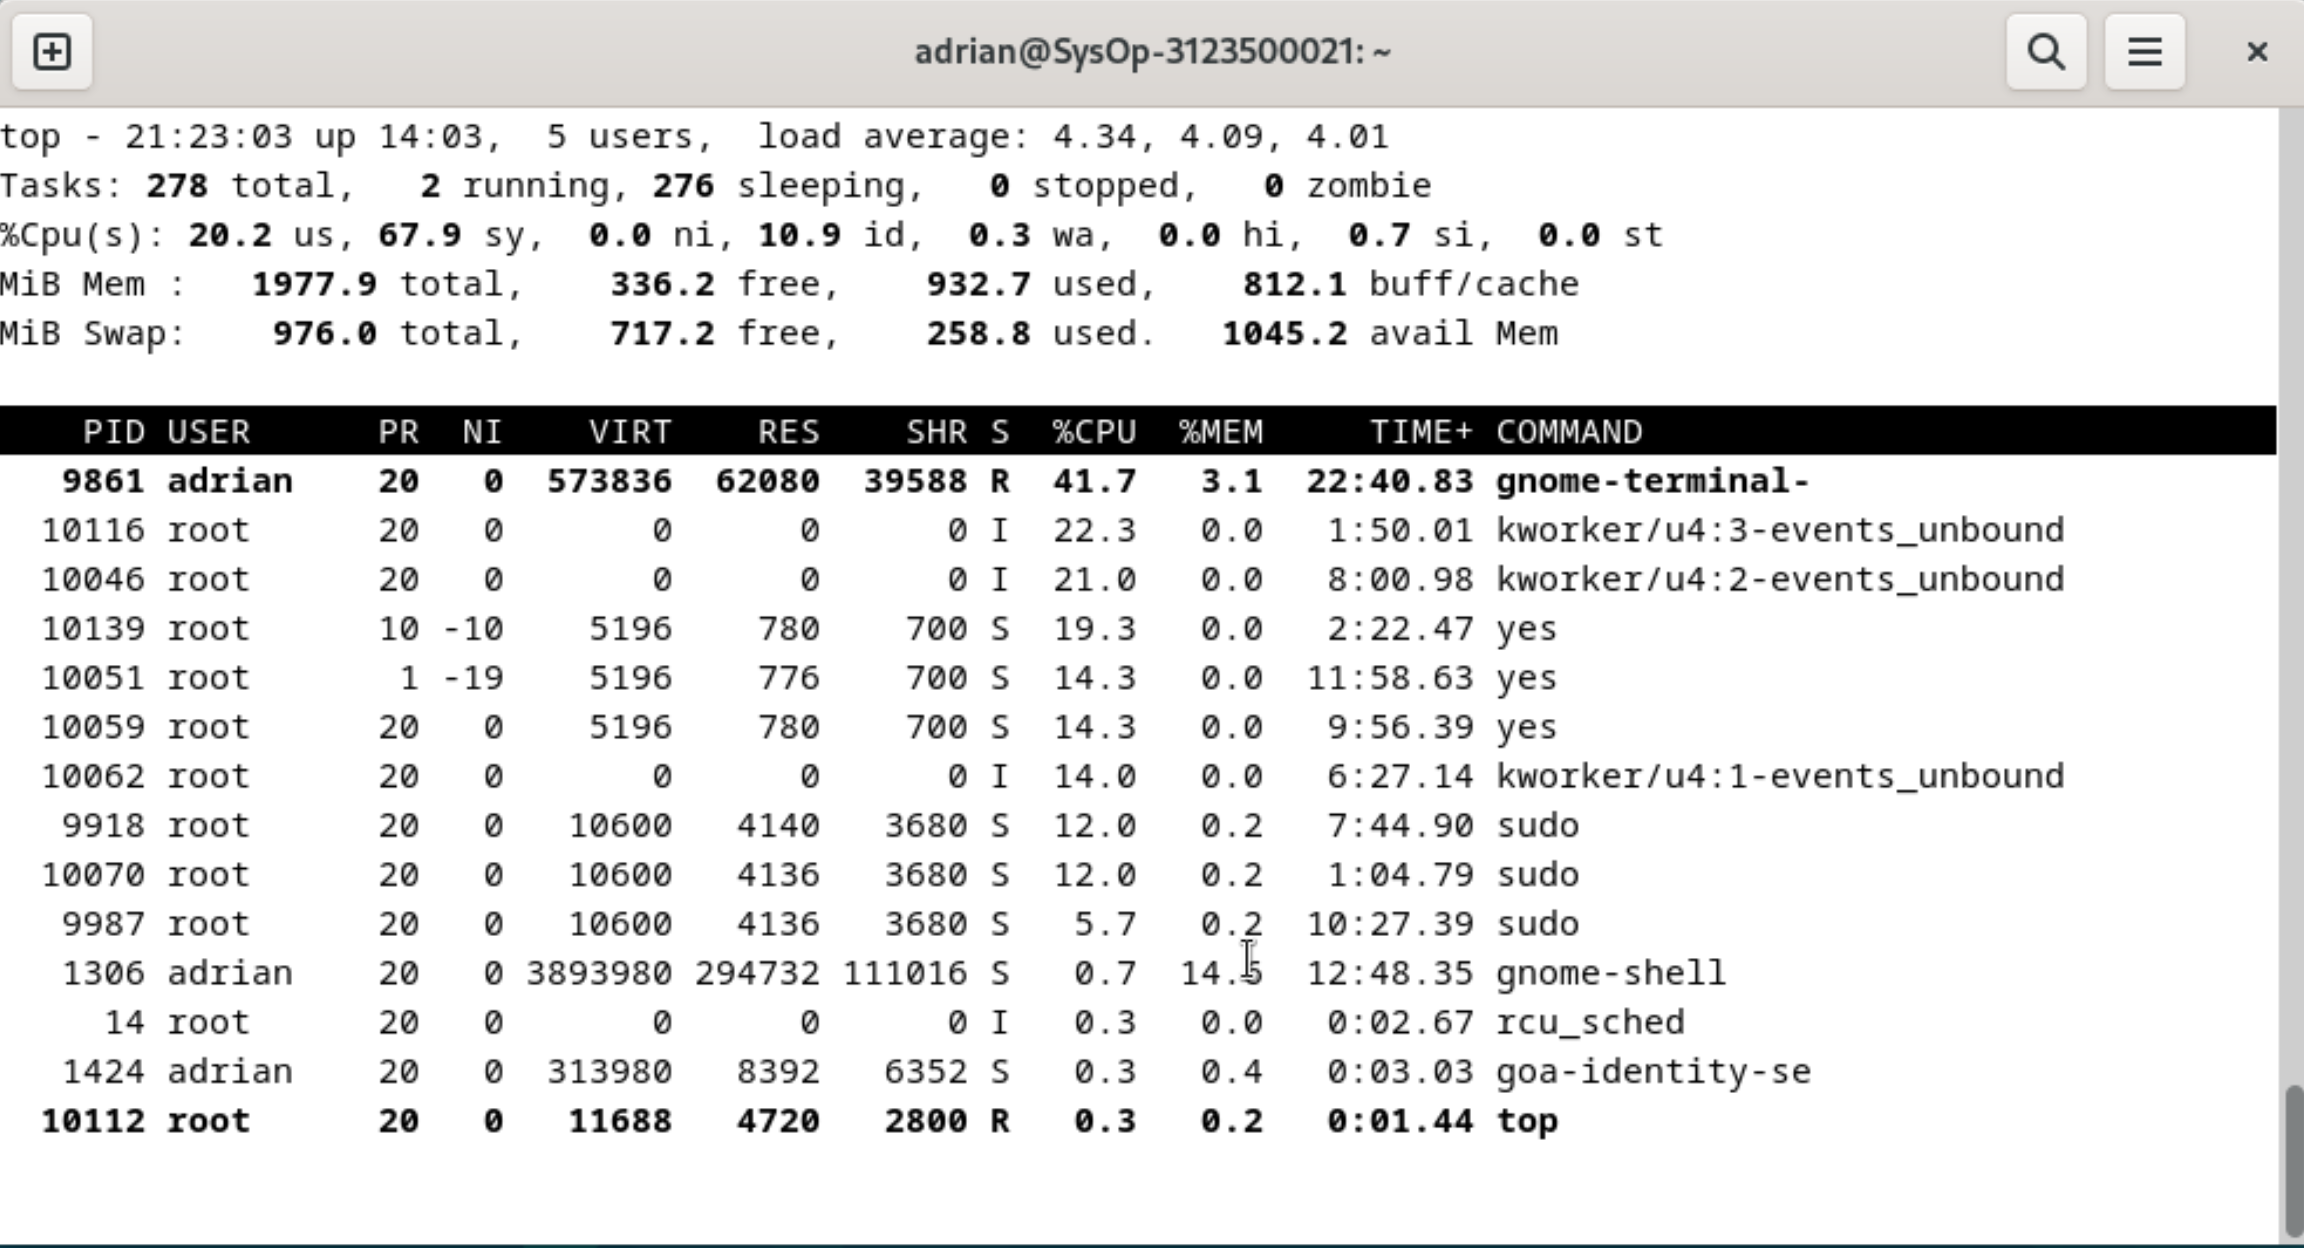 adrian@SysOp-3123500021: ~
top - 21:23:03 up 14:03,  5 users,  load average: 4.34, 4.09, 4.01
Tasks: 278 total,   2 running, 276 sleeping,   0 stopped,   0 zombie
%Cpu(s): 20.2 us, 67.9 sy,  0.0 ni, 10.9 id,  0.3 wa,  0.0 hi,  0.7 si,  0.0 st
MiB Mem :   1977.9 total,    336.2 free,    932.7 used,    812.1 buff/cache
MiB Swap:    976.0 total,    717.2 free,    258.8 used.   1045.2 avail Mem
PID USER      PR  NI    VIRT    RES    SHR S  %CPU  %MEM     TIME+ COMMAND
9861 adrian    20   0  573836  62080  39588 R  41.7   3.1  22:40.83 gnome-terminal-
10116 root      20   0       0      0      0 I  22.3   0.0   1:50.01 kworker/u4:3-events_unbound
10046 root      20   0       0      0      0 I  21.0   0.0   8:00.98 kworker/u4:2-events_unbound
10139 root      10 -10    5196    780    700 S  19.3   0.0   2:22.47 yes
10051 root       1 -19    5196    776    700 S  14.3   0.0  11:58.63 yes
10059 root      20   0    5196    780    700 S  14.3   0.0   9:56.39 yes
10062 root      20   0       0      0      0 I  14.0   0.0   6:27.14 kworker/u4:1-events_unbound
9918 root      20   0   10600   4140   3680 S  12.0   0.2   7:44.90 sudo
10070 root      20   0   10600   4136   3680 S  12.0   0.2   1:04.79 sudo
9987 root      20   0   10600   4136   3680 S   5.7   0.2  10:27.39 sudo
1306 adrian    20   0 3893980 294732 111016 S   0.7  14.5  12:48.35 gnome-shell
14 root      20   0       0      0      0 I   0.3   0.0   0:02.67 rcu_sched
1424 adrian    20   0  313980   8392   6352 S   0.3   0.4   0:03.03 goa-identity-se
10112 root      20   0   11688   4720   2800 R   0.3   0.2   0:01.44 top